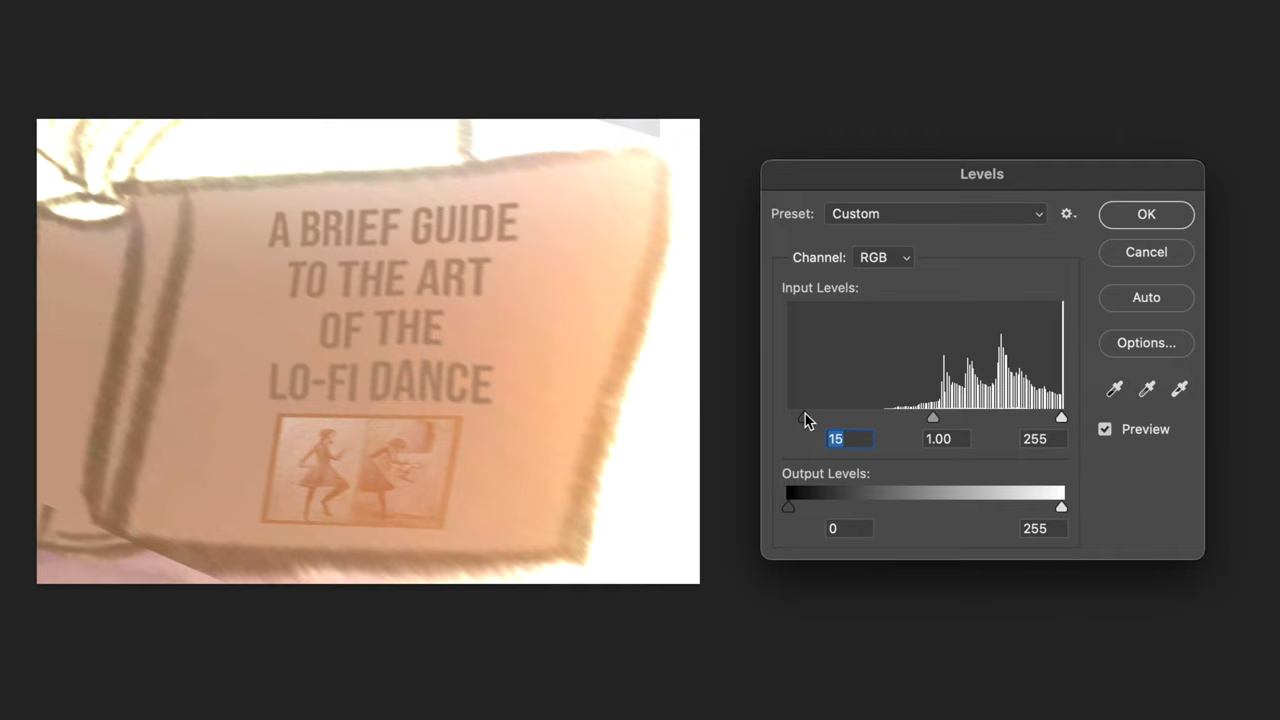 A BRIEF GUIDE
TO THE ART
OF THE
LO-FI DANCE
Levels
Preset: Custom
OK
Cancel
Channel: RGB
Auto
Input Levels:
Options...
Preview
15 1.00 255
Output Levels:
0 255